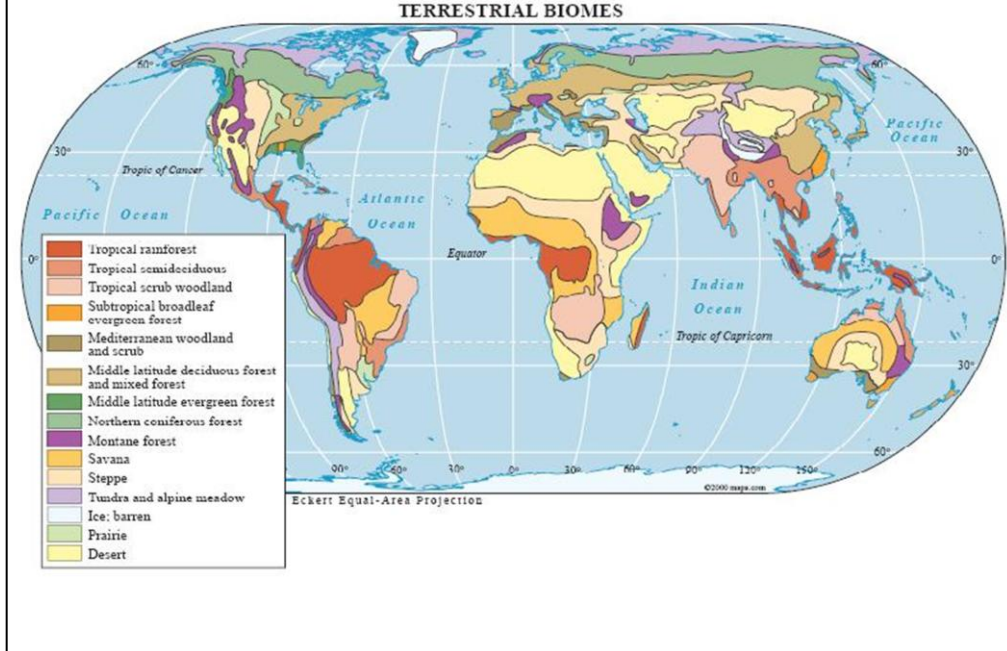 TERRESTRIAL BIOMES
60°
60°
Pacific
Ocean
30°
30°
Tropic of Cancer
Atlantic
Ocean
Pacific Ocean
Equator
0°
0°
Indian
Ocean
Tropic of Capricorn
30°
60°
Tropical rainforest
Tropical semideciduous
Tropical scrub woodland
Subtropical broadleaf
evergreen forest
Mediterranean woodland
and scrub
Middle latitude deciduous forest
and mixed forest
Middle latitude evergreen forest
Northern coniferous forest
Montane forest
Savana
Steppe
Tundra and alpine meadow
Ice; barren
Prairie
Desert
90° 60° 30° 0° 30° 60° 90° 120° 150°
©2000 maps.com
Eckert Equal-Area Projection